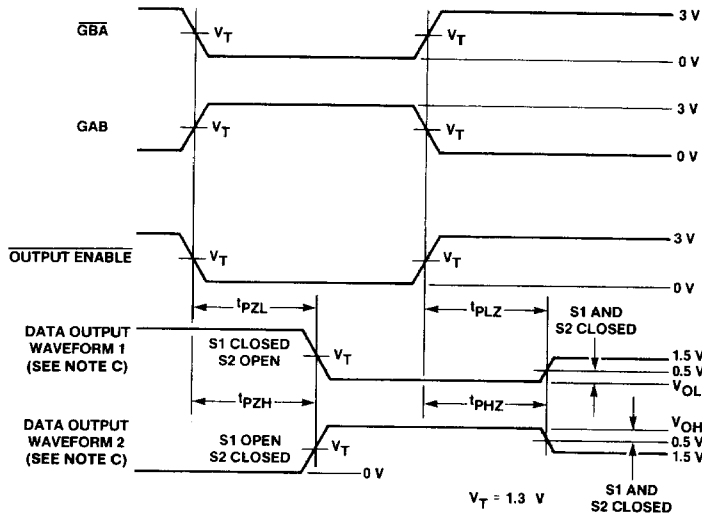 G̅B̅A̅
V_T
V_T
3 V
0 V
GAB
V_T
V_T
3 V
0 V
O̅U̅T̅P̅U̅T̅ E̅N̅A̅B̅L̅E̅
V_T
V_T
3 V
0 V
t_PZL
t_PLZ
S1 AND
S2 CLOSED
DATA OUTPUT
WAVEFORM 1
(SEE NOTE C)
S1 CLOSED
S2 OPEN
V_T
1.5 V
0.5 V
V_OL
t_PZH
t_PHZ
DATA OUTPUT
WAVEFORM 2
(SEE NOTE C)
S1 OPEN
S2 CLOSED
V_T
0 V
V_OH
0.5 V
1.5 V
S1 AND
S2 CLOSED
V_T = 1.3 V